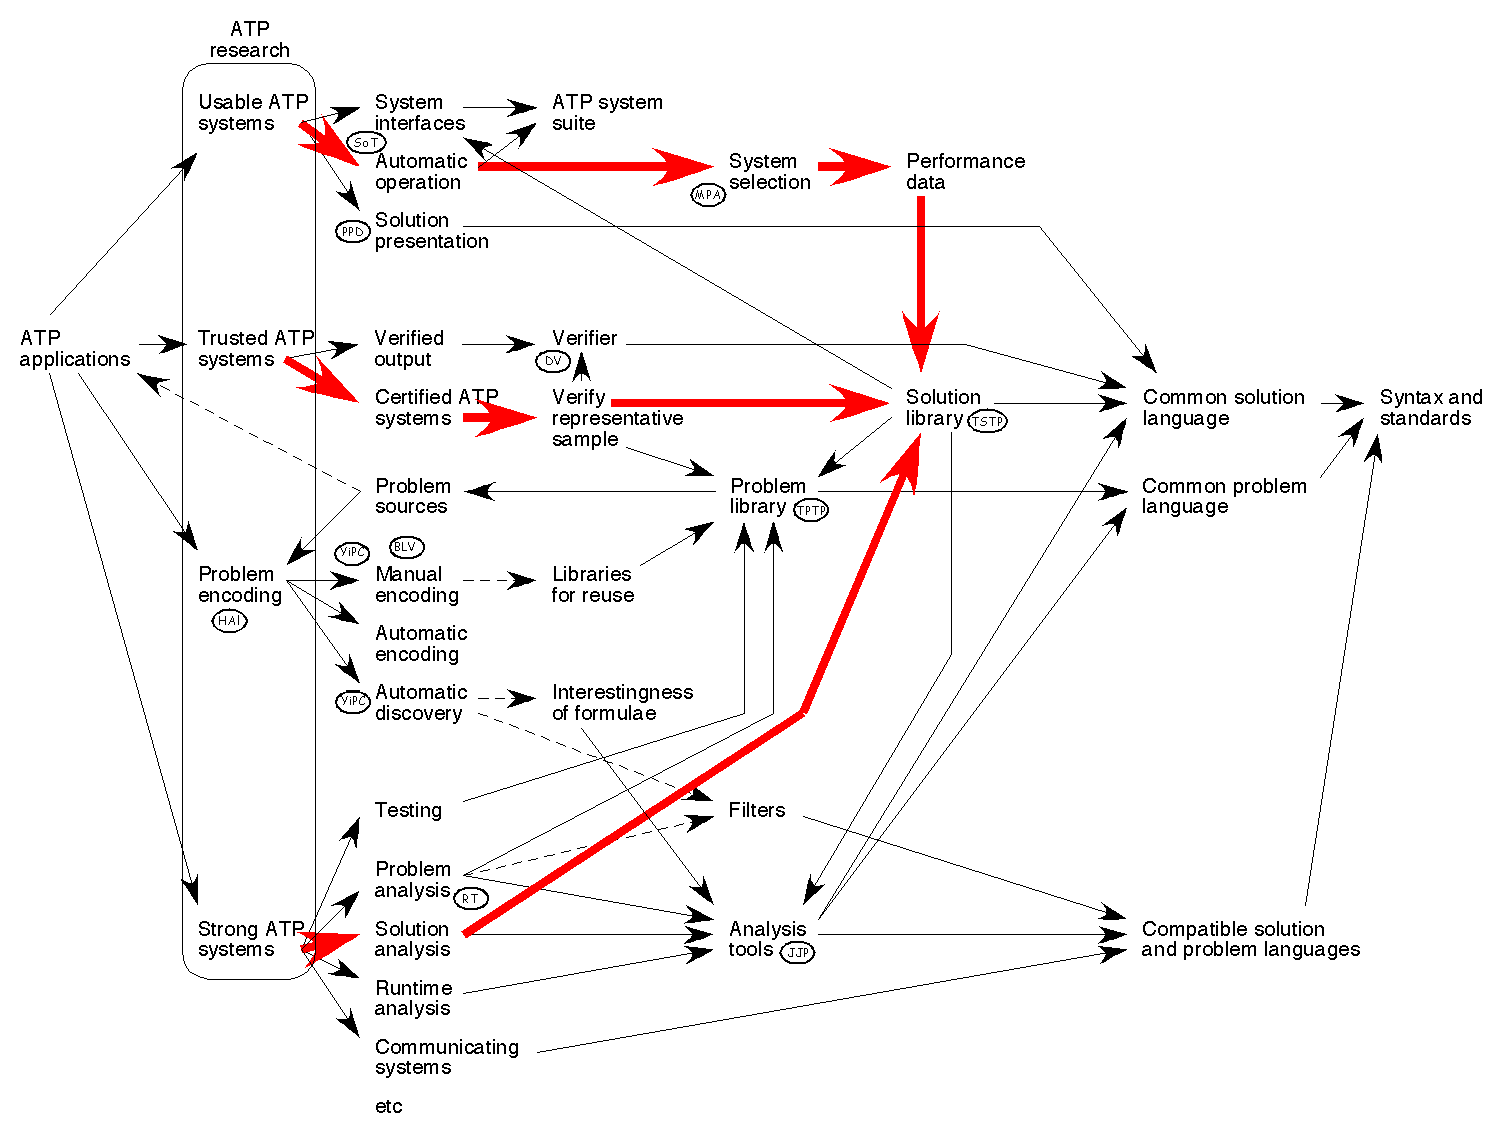 ATP
research
Usable ATP
systems
System
interfaces
ATP system
suite
SoT
Automatic
operation
System
selection
MPA
Performance
data
PPD
Solution
presentation
ATP
applications
Trusted ATP
systems
Verified
output
Verifier
DV
Certified ATP
systems
Verify
representative
sample
Solution
library
TSTP
Common solution
language
Syntax and
standards
Problem
sources
Problem
library
TPTP
Common problem
language
YiPC
BLV
Problem
encoding
HAl
Manual
encoding
Libraries
for reuse
Automatic
encoding
YiPC
Automatic
discovery
Interestingness
of formulae
Testing
Filters
Problem
analysis
RT
Strong ATP
systems
Solution
analysis
Analysis
tools
JJP
Compatible solution
and problem languages
Runtime
analysis
Communicating
systems
etc